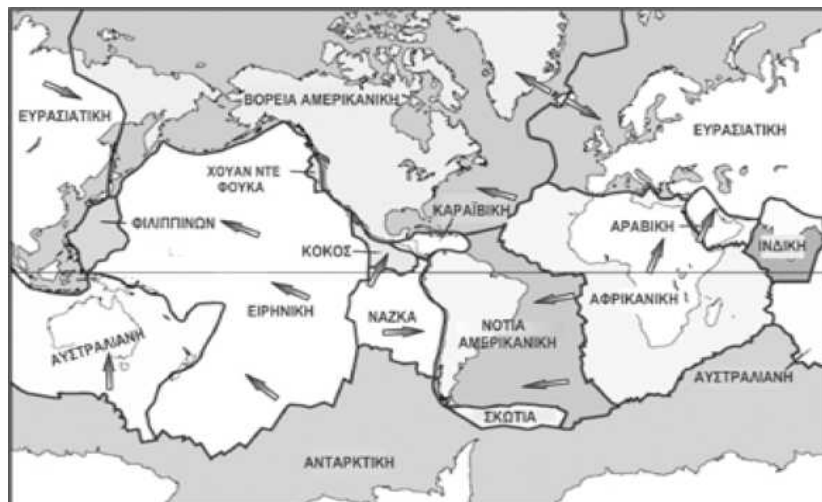 ΒΟΡΕΙΑ ΑΜΕΡΙΚΑΝΙΚΗ
ΕΥΡΑΣΙΑΤΙΚΗ
ΕΥΡΑΣΙΑΤΙΚΗ
ΧΟΥΑΝ ΝΤΕ
ΦΟΥΚΑ
ΚΑΡΑΪΒΙΚΗ
ΦΙΛΙΠΠΙΝΩΝ
ΑΡΑΒΙΚΗ
ΙΝΔΙΚΗ
ΚΟΚΟΣ
ΕΙΡΗΝΙΚΗ
ΝΑΖΚΑ
ΝΟΤΙΑ
ΑΜΕΡΙΚΑΝΙΚΗ
ΑΦΡΙΚΑΝΙΚΗ
ΑΥΣΤΡΑΛΙΑΝΗ
ΑΥΣΤΡΑΛΙΑΝΗ
ΣΚΩΤΙΑ
ΑΝΤΑΡΚΤΙΚΗ